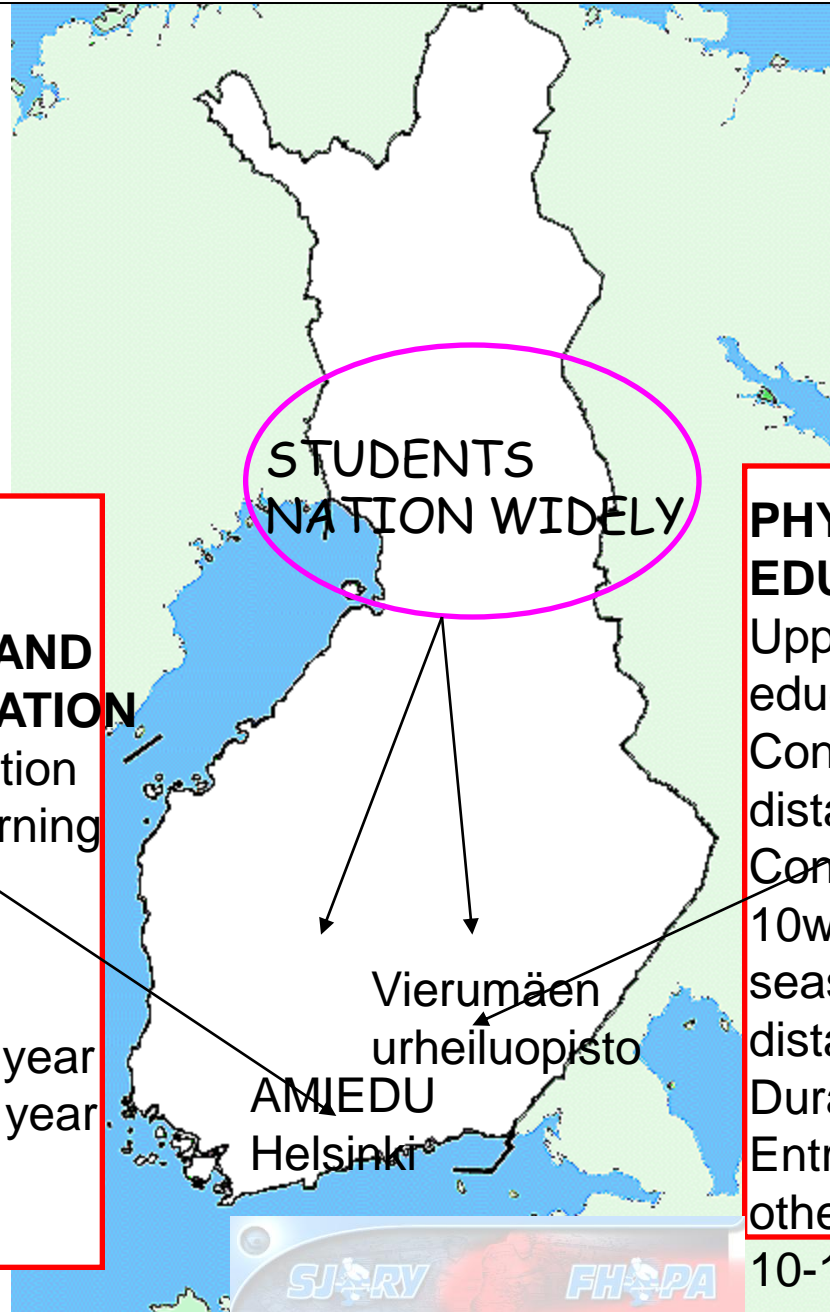 STUDENTS
NATION WIDELY
AND
ATION
tion
rning
year
year
Vierumäen
urheiluopisto
AMIEDU
Helsinki
PHY
EDU
Upp
edu
Con
dista
Con
10w
seas
dista
Dura
Entr
othe
10-1
SJ RY
FH PA